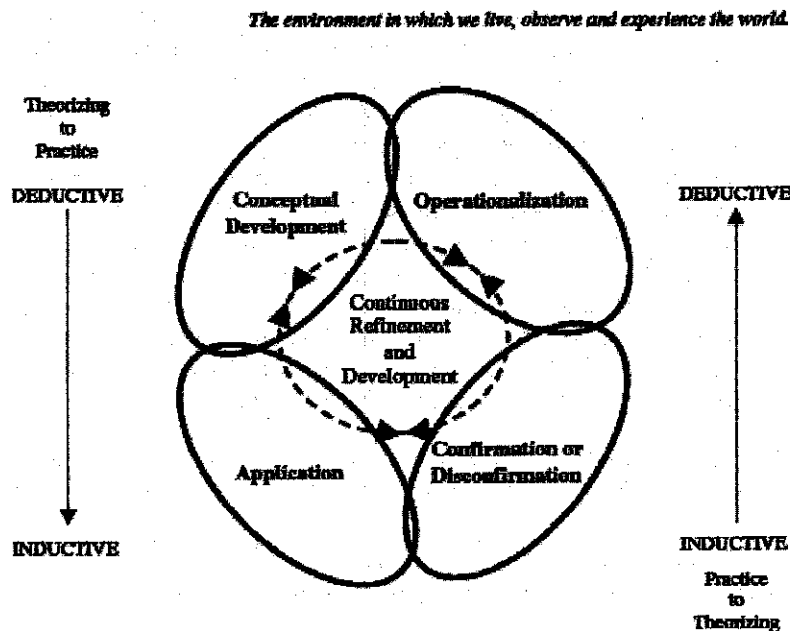 The environment in which we live, observe and experience the world.
Theorizing
to
Practice
DEDUCTIVE
INDUCTIVE
Conceptual
Development
Operationalization
Continuous
Refinement
and
Development
Application
Confirmation or
Disconfirmation
DEDUCTIVE
INDUCTIVE
Practice
to
Theorizing